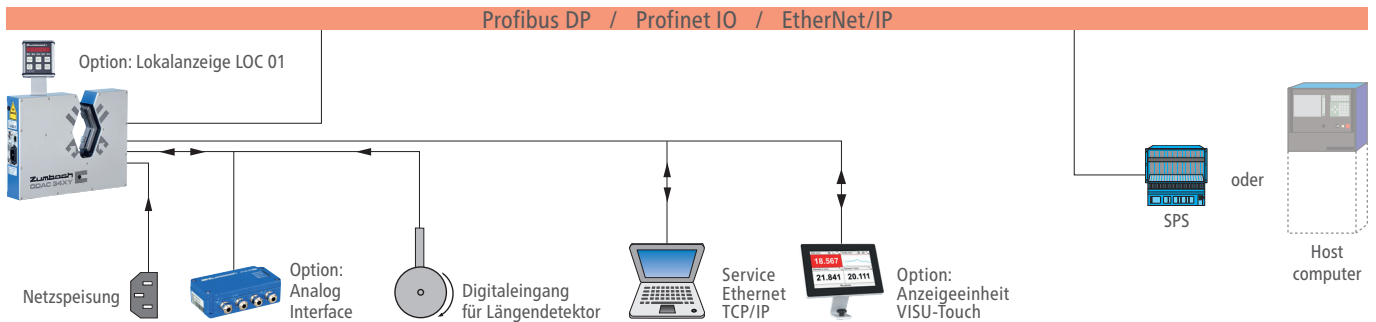 Profibus DP / Profinet IO / EtherNet/IP
Option: Lokalanzeige LOC 01
Zumbach
ODAC 34XY
Netzspeisung
Option:
Analog
Interface
Digitaleingang
für Längendetektor
Service
Ethernet
TCP/IP
18.567
21.841 20.111
Option:
Anzeigeeinheit
VISU-Touch
SPS
oder
Host
computer